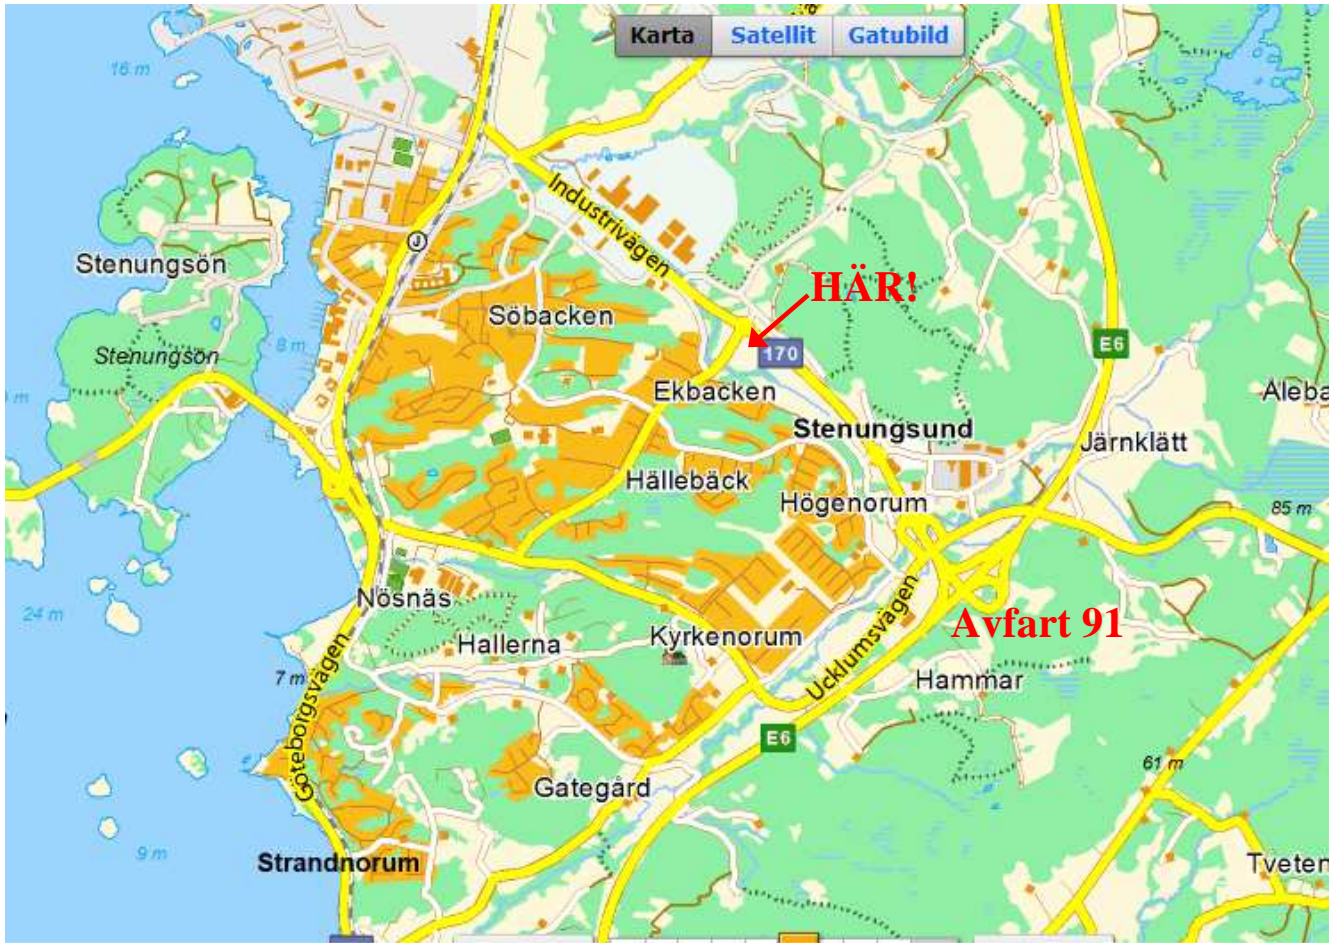 Karta Satellit Gatubild
16 m
Industrivägen
Stenungsön
J
HÄR!
Söbacken
8 m
Stenungsön
170
E6
Ekbacken
Aleba
Stenungsund
Järnklätt
Hällebäck
Högenorum
85 m
Nösnäs
24 m
Avfart 91
Hallerna
Kyrkenorum
Ucklumsvägen
7 m
Göteborgsvägen
Hammar
E6
61 m
Gategård
9 m
Strandnorum
Tveten